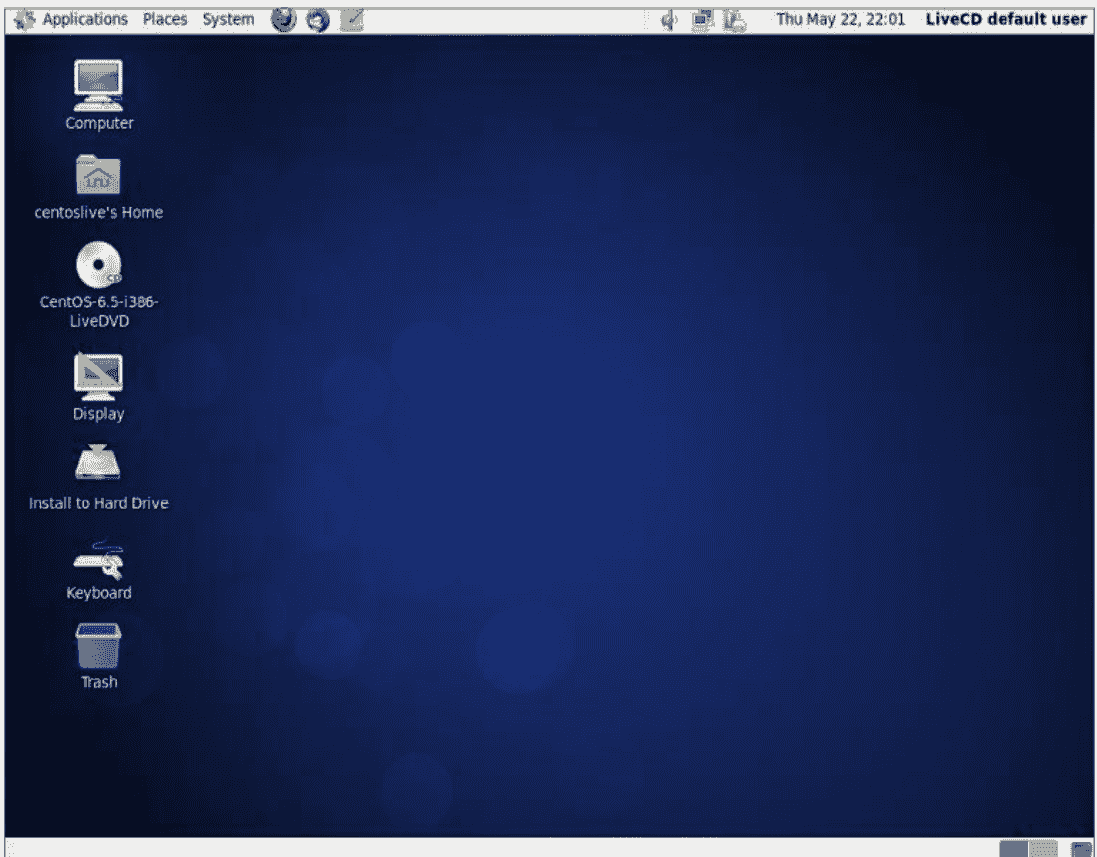 Applications Places System Thu May 22, 22:01 LiveCD default user
Computer
centoslive's Home
CentOS-6.5-i386-
LiveDVD
Display
Install to Hard Drive
Keyboard
Trash